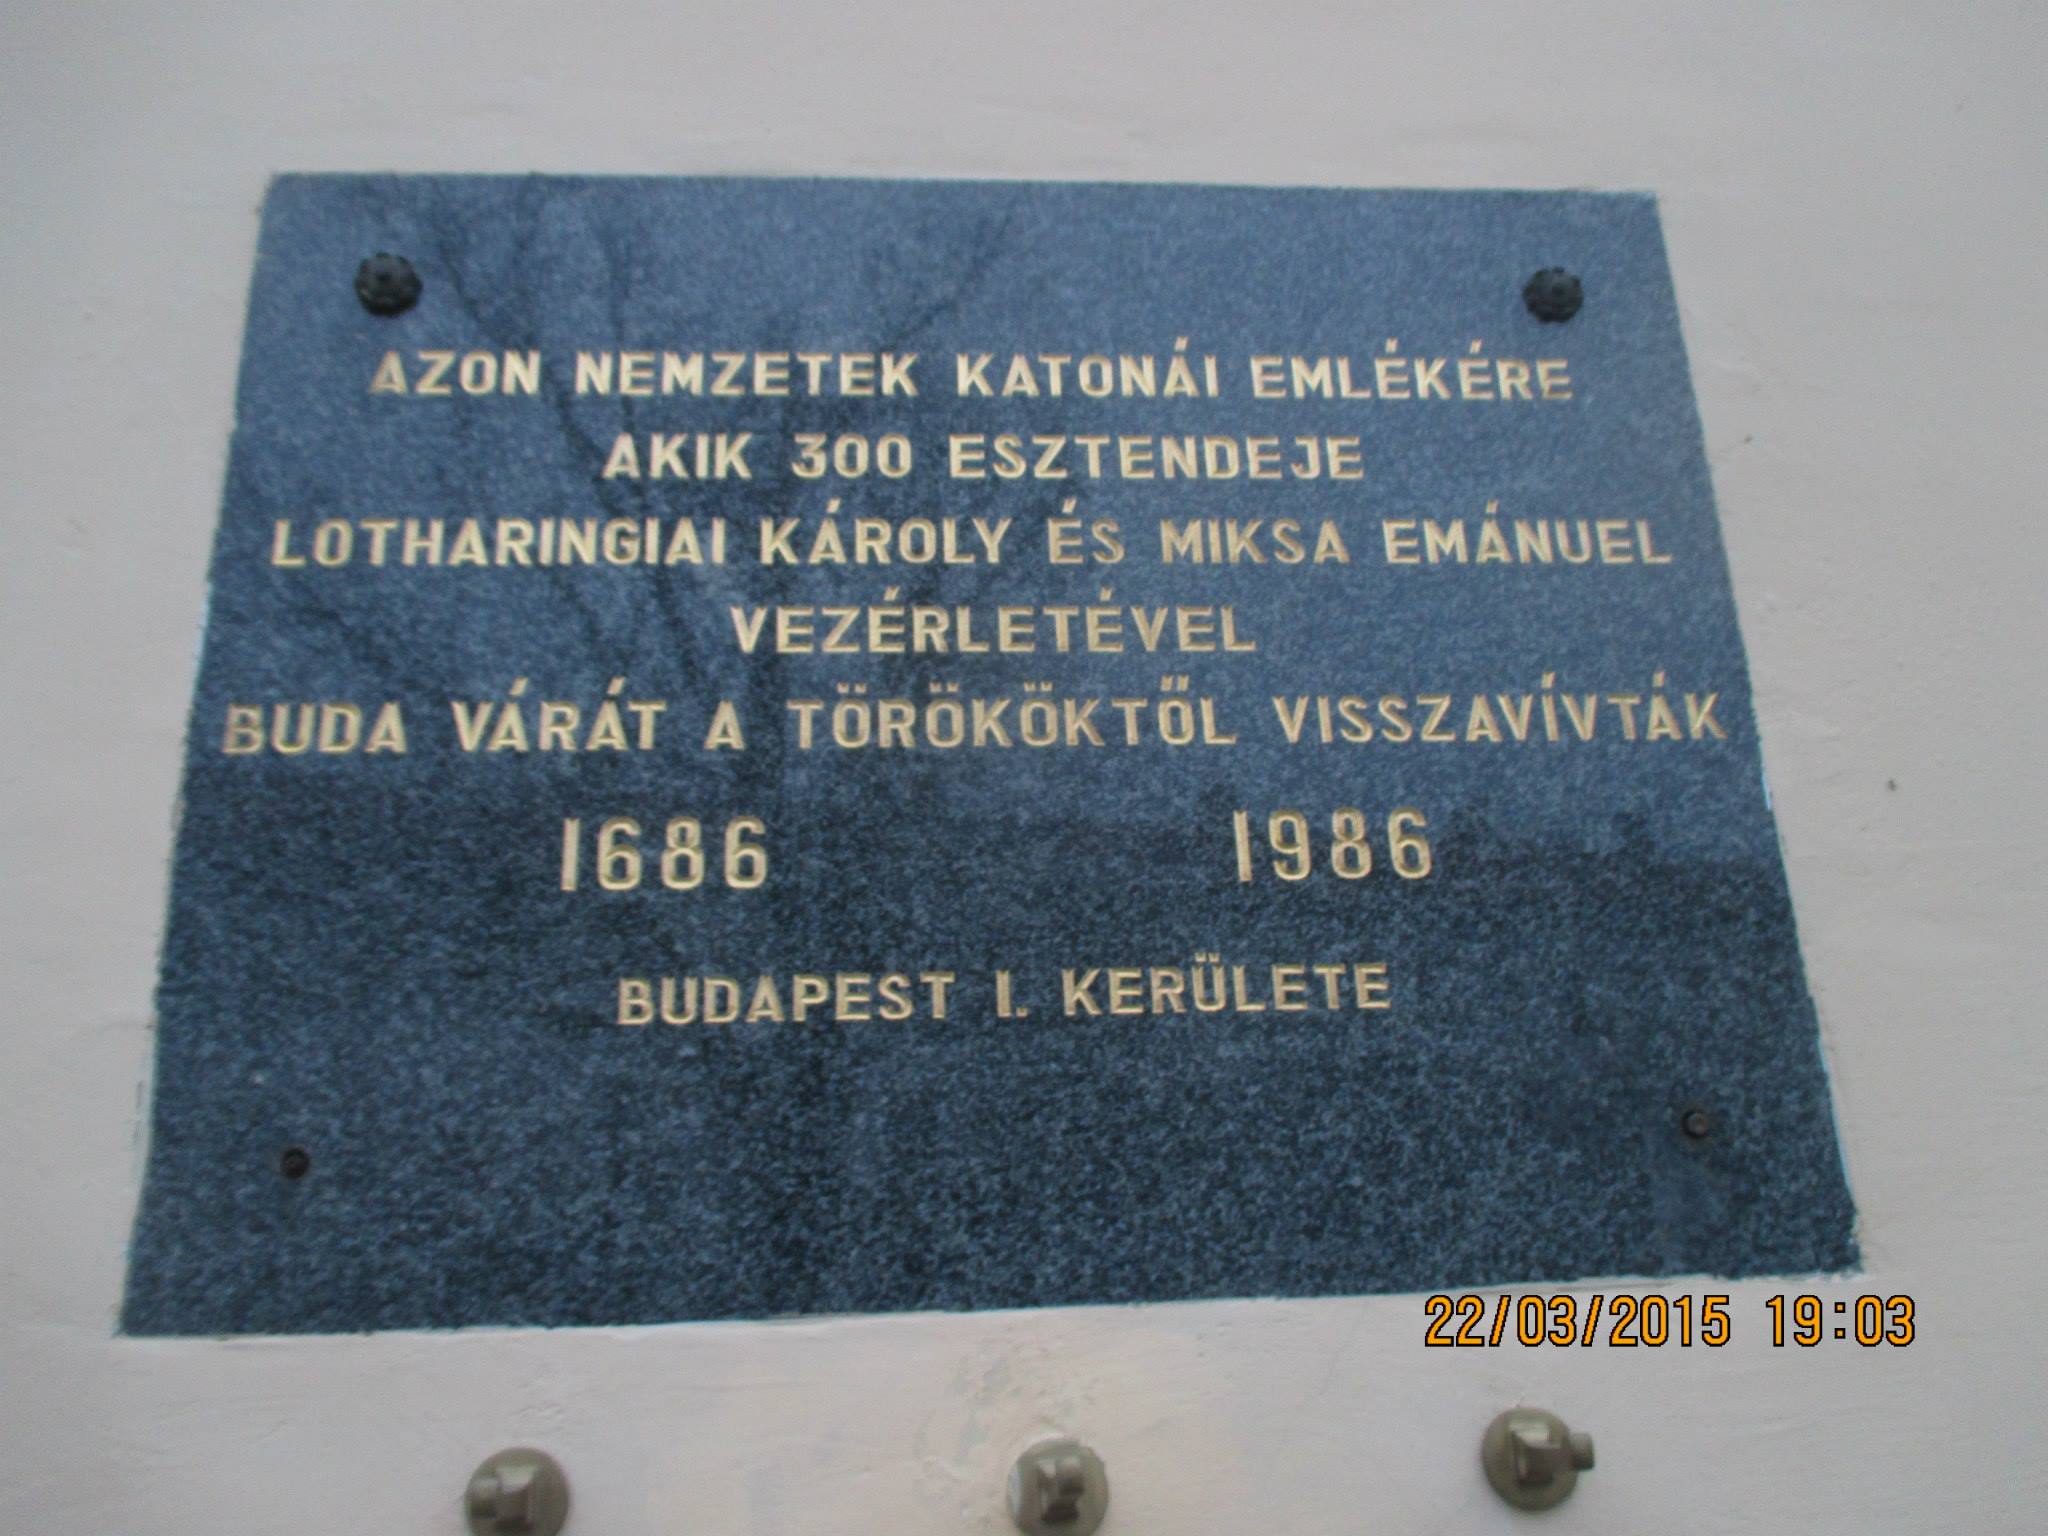 AZON NEMZETEK KATONÁI EMLÉKÉRE
AKIK 300 ESZTENDEJE
LOTHARINGIAI KÁROLY ÉS MIKSA EMÁNUEL
VEZÉRLETÉVEL
BUDA VÁRÁT A TÖRÖKÖKTŐL VISSZAVÍVTÁK
1686 1986
BUDAPEST I. KERÜLETE
22/03/2015 19:03